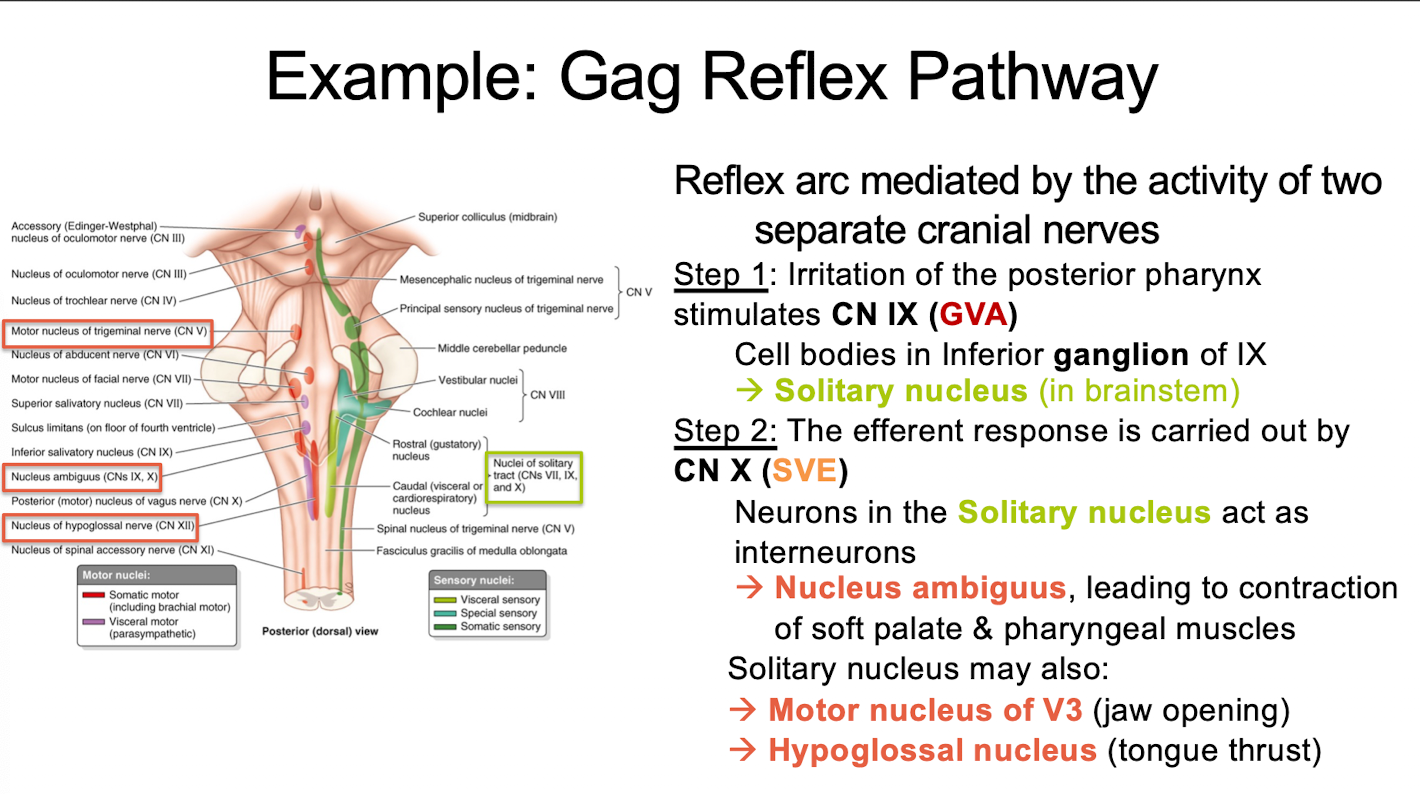 Example: Gag Reflex Pathway
Accessory (Edinger-Westphal)
nucleus of oculomotor nerve (CN III)
Nucleus of oculomotor nerve (CN III)
Nucleus of trochlear nerve (CN IV)
Motor nucleus of trigeminal nerve (CN V)
Nucleus of abducent nerve (CN VI)
Motor nucleus of facial nerve (CN VII)
Superior salivatory nucleus (CN VII)
Sulcus limitans (on floor of fourth ventricle)
Inferior salivatory nucleus (CN IX)
Nucleus ambiguus (CNs IX, X)
Posterior (motor) nucleus of vagus nerve (CN X)
Nucleus of hypoglossal nerve (CN XII)
Nucleus of spinal accessory nerve (CN XI)
Superior colliculus (midbrain)
Mesencephalic nucleus of trigeminal nerve
CN V
Principal sensory nucleus of trigeminal nerve
Middle cerebellar peduncle
Vestibular nuclei
CN VIII
Cochlear nuclei
Rostral (gustatory)
nucleus
Nuclei of solitary
tract (CNs VII, IX,
and X)
Caudal (visceral or
cardiorespiratory)
nucleus
Spinal nucleus of trigeminal nerve (CN V)
Fasciculus gracilis of medulla oblongata
Motor nuclei:
Somatic motor
(including brachial motor)
Visceral motor
(parasympathetic)
Posterior (dorsal) view
Sensory nuclei:
Visceral sensory
Special sensory
Somatic sensory
Reflex arc mediated by the activity of two
separate cranial nerves
Step 1: Irritation of the posterior pharynx
stimulates CN IX (GVA)
Cell bodies in Inferior ganglion of IX
→ Solitary nucleus (in brainstem)
Step 2: The efferent response is carried out by
CN X (SVE)
Neurons in the Solitary nucleus act as
interneurons
→ Nucleus ambiguus, leading to contraction
of soft palate & pharyngeal muscles
Solitary nucleus may also:
→ Motor nucleus of V3 (jaw opening)
→ Hypoglossal nucleus (tongue thrust)